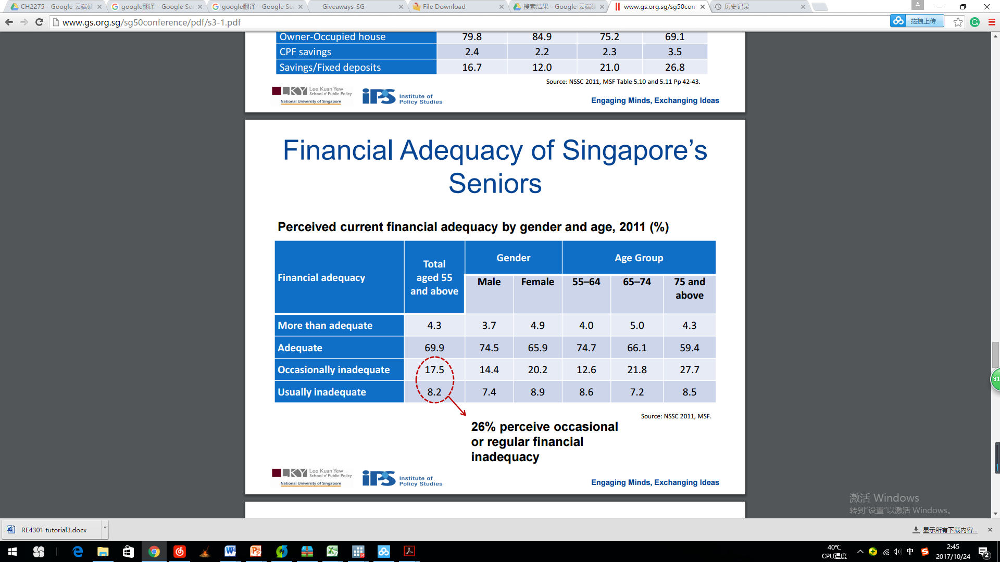 CH2275 - Google 云端硬
google翻译 - Google Sea
google翻译 - Google Sea
Giveaways-SG
File Download
搜索结果 - Google 云端硬
www.gs.org.sg/sg50conf
历史记录
www.gs.org.sg/sg50conference/pdf/s3-1.pdf
拖拽上传
Owner-Occupied house 79.8 84.9 75.2 69.1
CPF savings 2.4 2.2 2.3 3.5
Savings/Fixed deposits 16.7 12.0 21.0 26.8
Source: NSSC 2011, MSF Table 5.10 and 5.11 Pp 42-43.
LKY Lee Kuan Yew
School of Public Policy
National University of Singapore
iPS Institute of
Policy Studies
Engaging Minds, Exchanging Ideas
Financial Adequacy of Singapore’s
Seniors
Perceived current financial adequacy by gender and age, 2011 (%)
Financial adequacy
Total
aged 55
and above
Gender
Age Group
Male Female 55–64 65–74 75 and
above
More than adequate 4.3 3.7 4.9 4.0 5.0 4.3
Adequate 69.9 74.5 65.9 74.7 66.1 59.4
Occasionally inadequate 17.5 14.4 20.2 12.6 21.8 27.7
Usually inadequate 8.2 7.4 8.9 8.6 7.2 8.5
Source: NSSC 2011, MSF.
26% perceive occasional
or regular financial
inadequacy
LKY Lee Kuan Yew
School of Public Policy
National University of Singapore
iPS Institute of
Policy Studies
Engaging Minds, Exchanging Ideas
31
激活 Windows
转到“设置”以激活 Windows。
RE4301 tutorial3.docx
显示所有下载内容...
40℃
CPU温度
中
2:45
2017/10/24
2